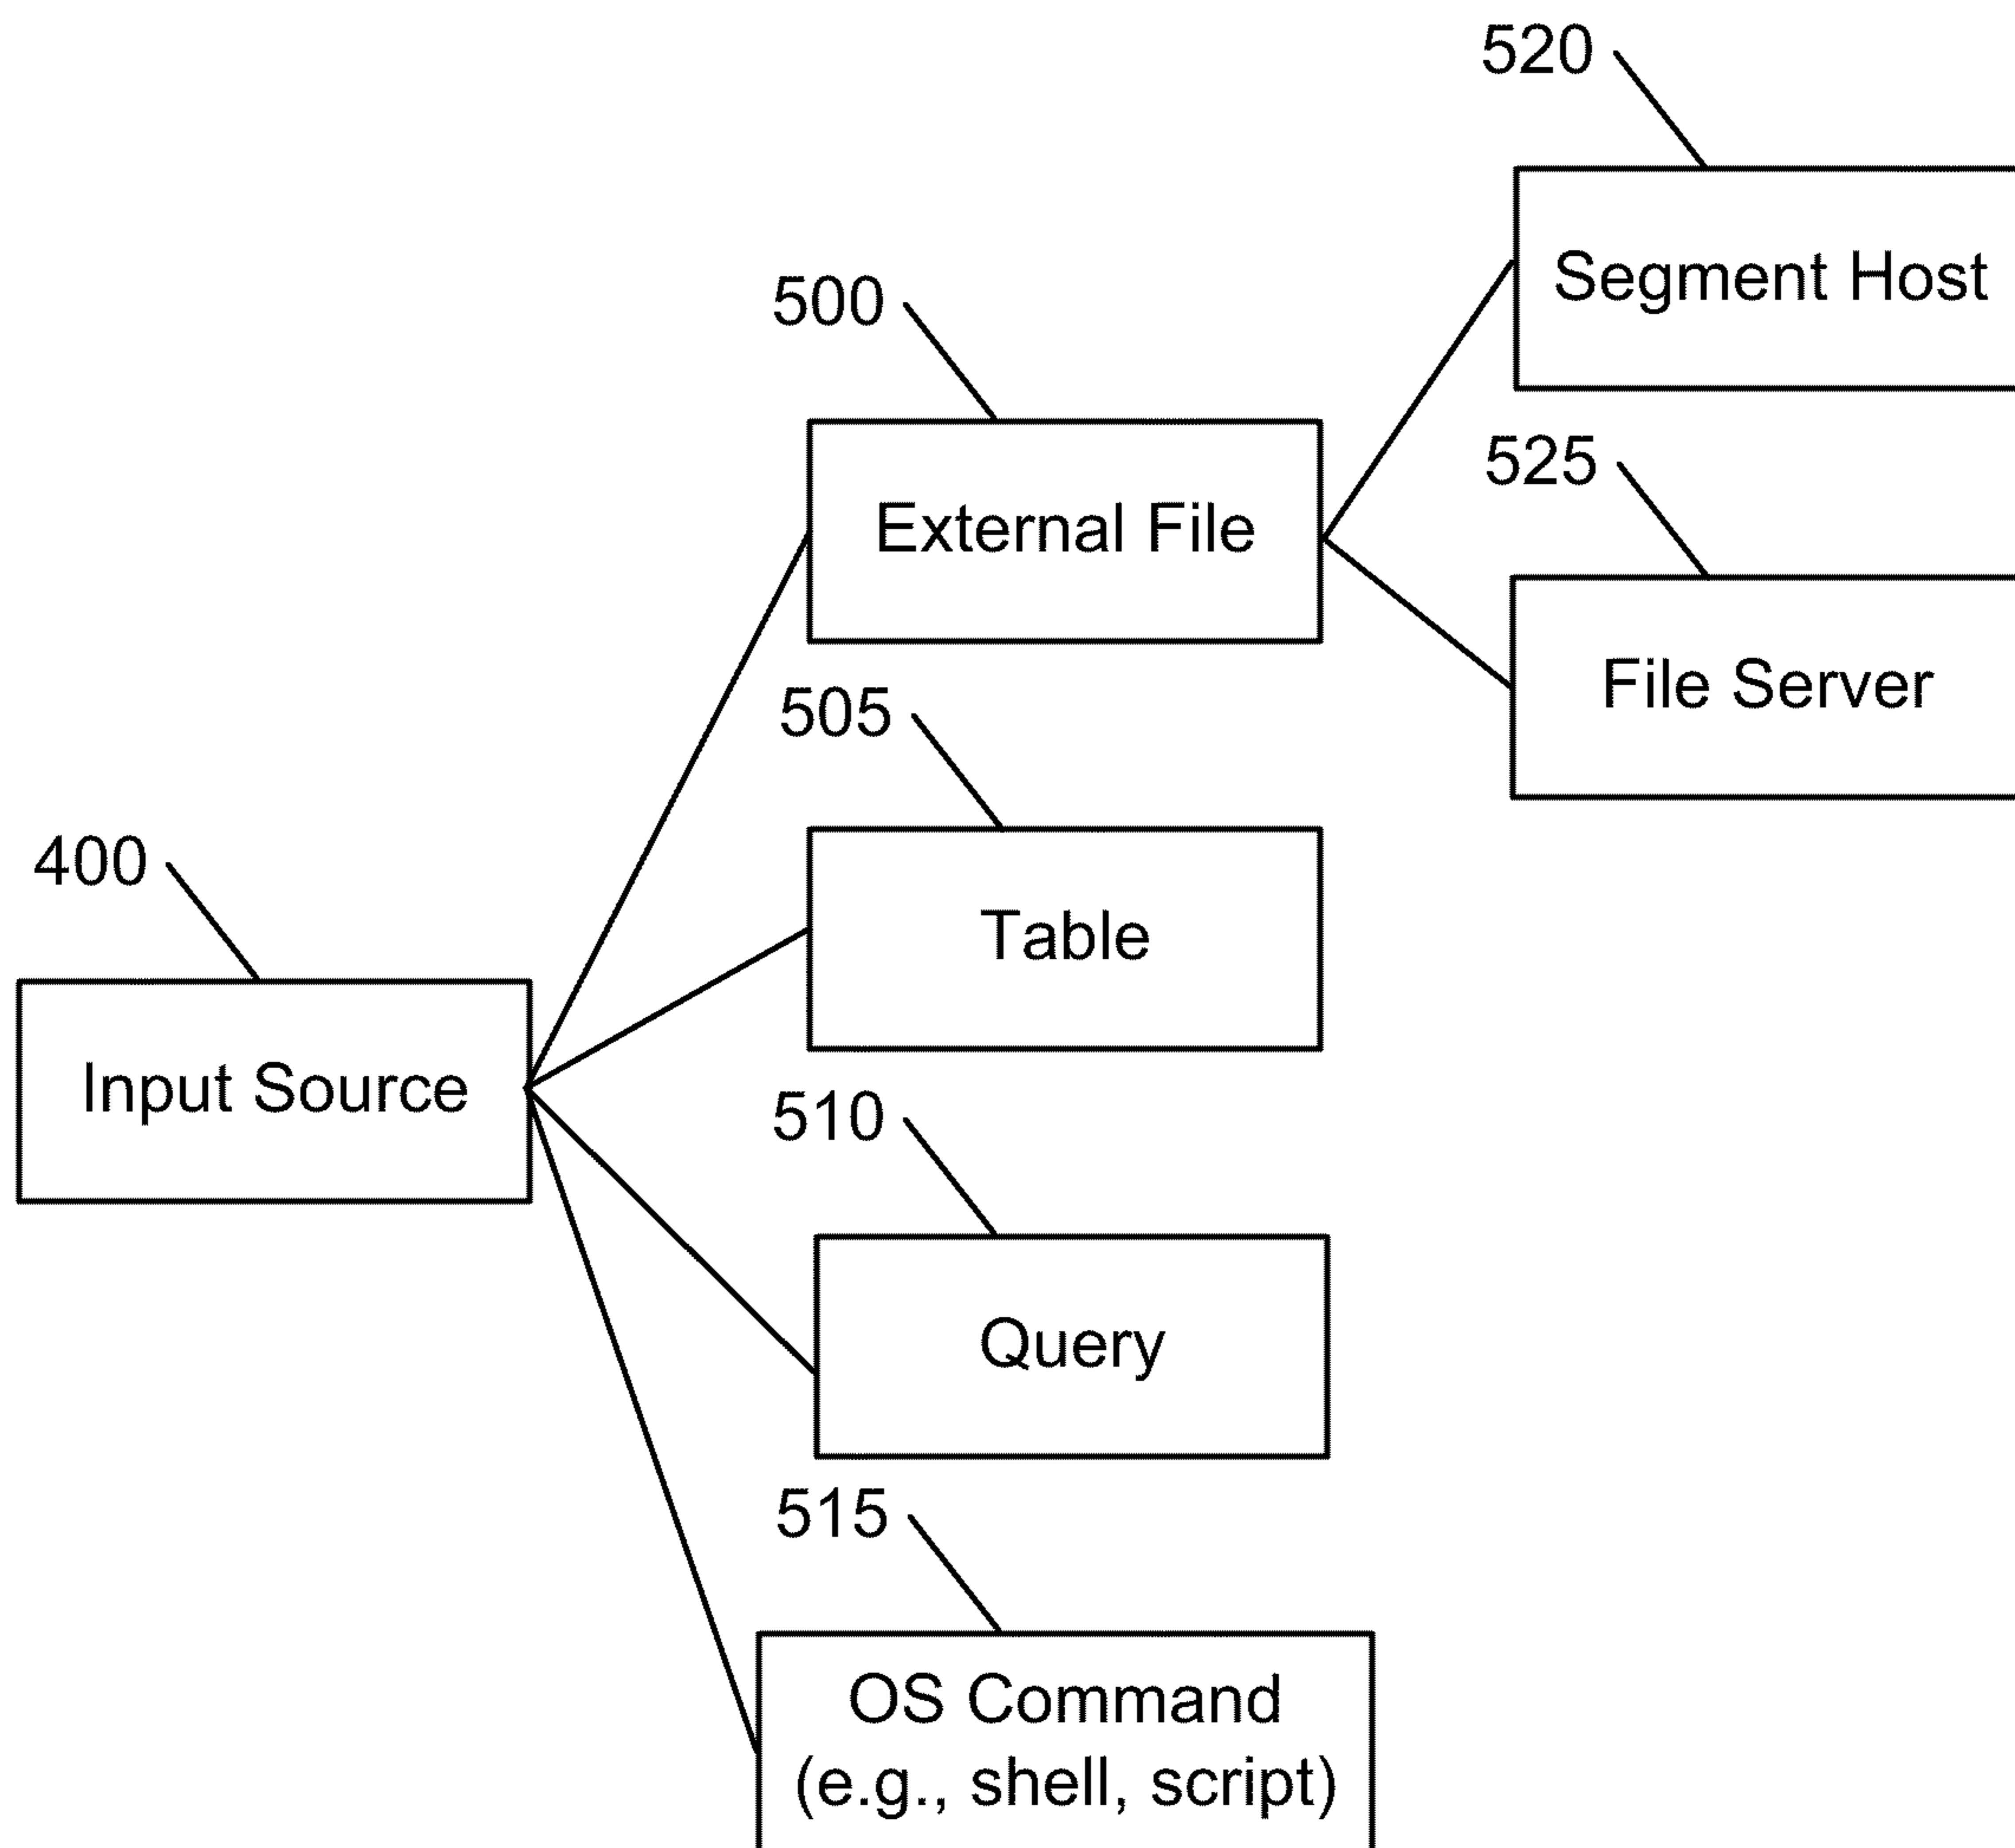 520
Segment Host
500
External File
525
File Server
505
Table
400
Input Source
510
Query
515
OS Command
(e.g., shell, script)